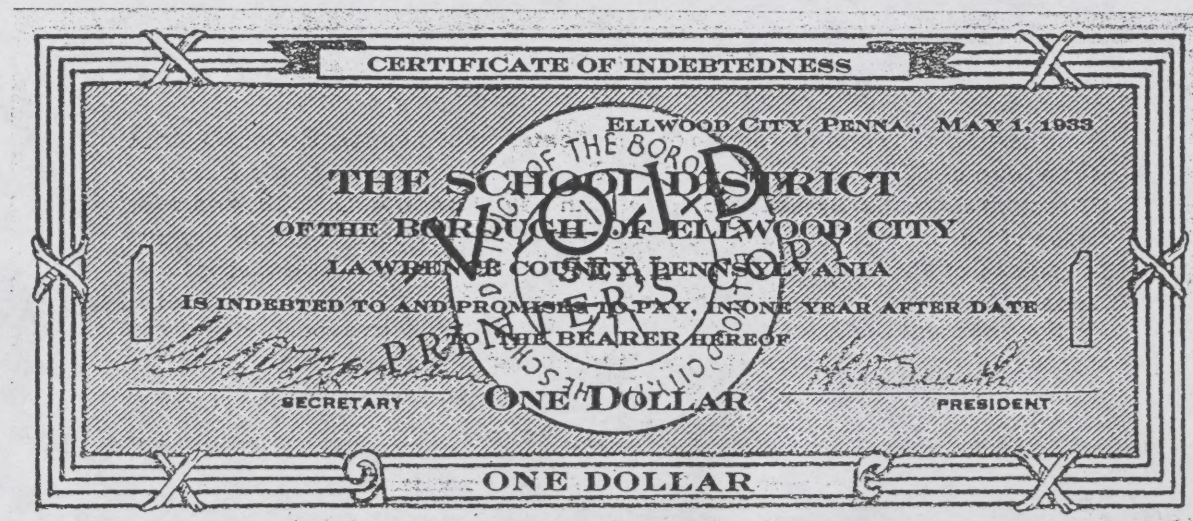 CERTIFICATE OF INDEBTEDNESS
ELLWOOD CITY, PENNA., MAY 1, 1933
THE SCHOOL DISTRICT
OF THE BOROUGH OF ELLWOOD CITY
LAWRENCE COUNTY, PENNSYLVANIA
IS INDEBTED TO AND PROMISES TO PAY, IN ONE YEAR AFTER DATE
TO THE BEARER HEREOF
ONE DOLLAR
1
1
SECRETARY
PRESIDENT
ONE DOLLAR
V-O-I-D
PRINTER'S COPY
SEAL